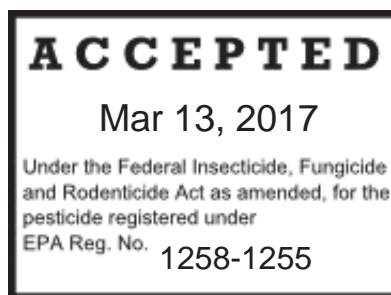 ACCEPTED
Mar 13, 2017
Under the Federal Insecticide, Fungicide
and Rodenticide Act as amended, for the
pesticide registered under
EPA Reg. No. 1258-1255